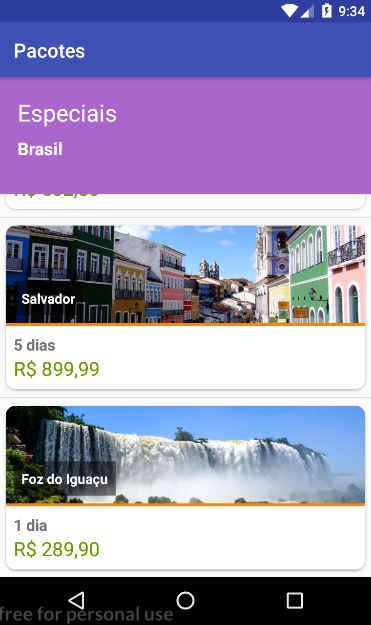 9:34
Pacotes
Especiais
Brasil
Salvador
5 dias
R$ 899,99
Foz do Iguaçu
1 dia
R$ 289,90
free for personal use